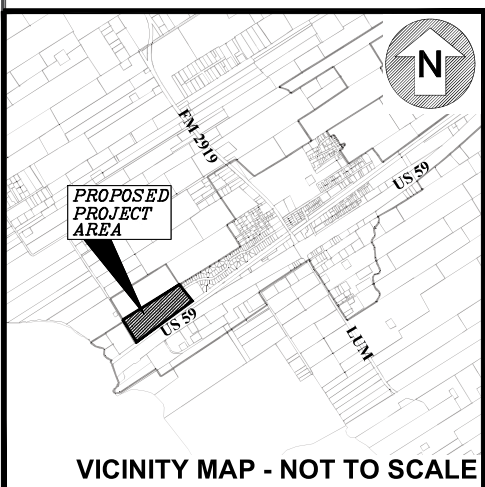 N
FM 2919
US 59
PROPOSED
PROJECT
AREA
US 59
LUM
VICINITY MAP - NOT TO SCALE